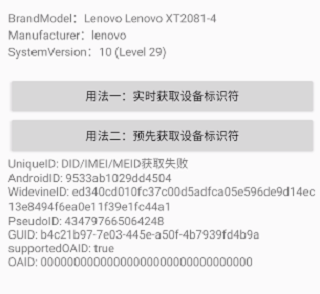 BrandModel：Lenovo Lenovo XT2081-4
Manufacturer：lenovo
SystemVersion：10 (Level 29)
用法一：实时获取设备标识符
用法二：预先获取设备标识符
UniqueID: DID/IMEI/MEID获取失败
AndroidID: 9533ab1029dd4504
WidevineID: ed340cd010fc37c00d5adfca05e596de9d14ec
13e8494f6ea0e11f39e1fc44a1
PseudoID: 434797665064248
GUID: b4c21b97-7e03-445e-a50f-4b7939fd4b9a
supportedOAID: true
OAID: 00000000000000000000000000000000